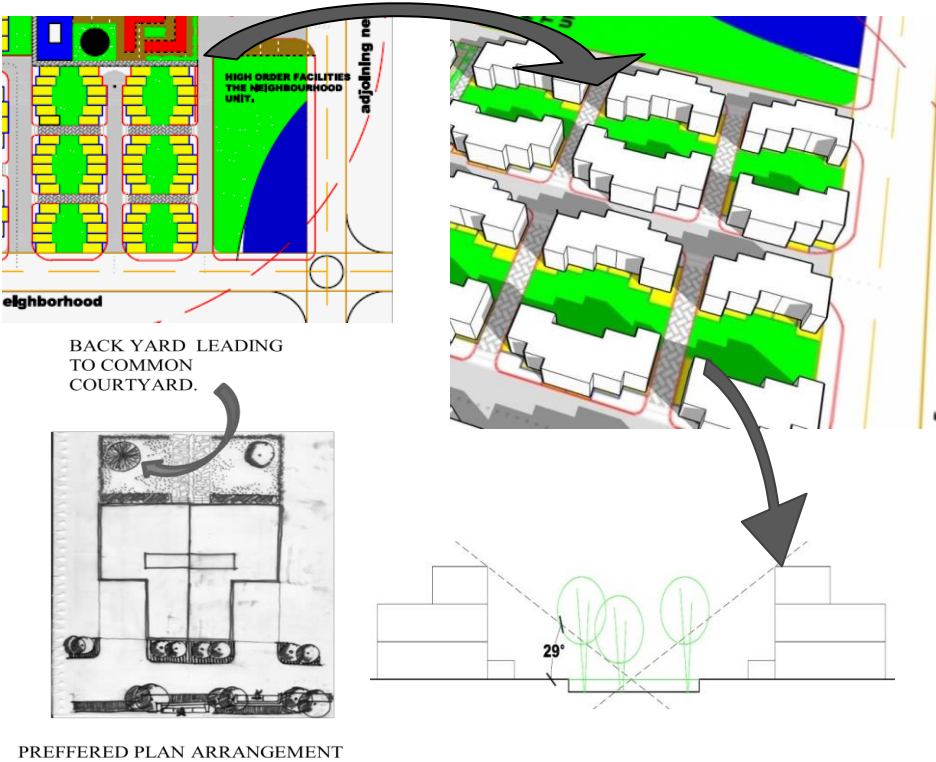 HIGH ORDER FACILITIES
THE NEIGHBOURHOOD
UNIT.
adjoining ne
eighborhood
BACK YARD LEADING
TO COMMON
COURTYARD.
29°
PREFFERED PLAN ARRANGEMENT